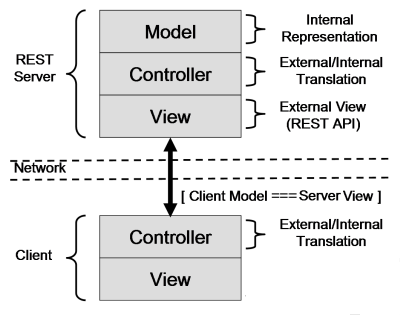 REST
Server
Model
Internal
Representation
Controller
External/Internal
Translation
View
External View
(REST API)
Network
[ Client Model === Server View ]
Client
Controller
External/Internal
Translation
View